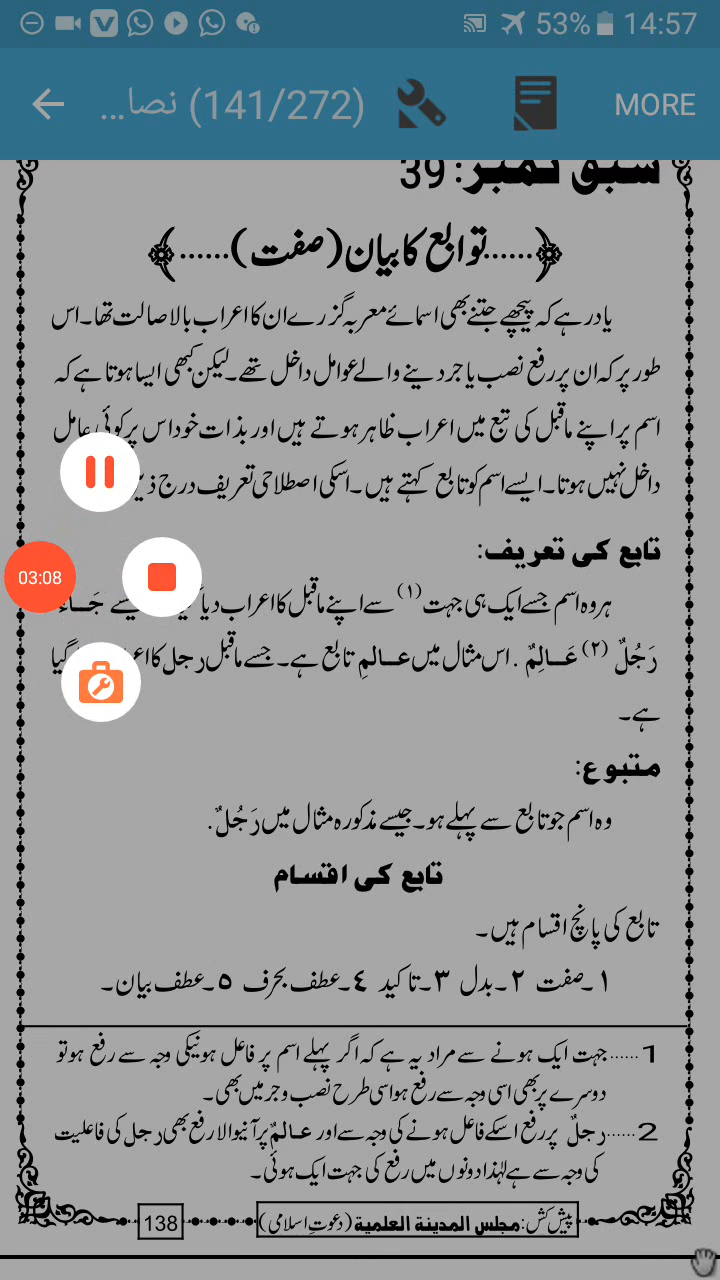 53% 14:57
نصا... (141/272) MORE
سبق نمبر: 39
......توابع کا بیان (صفت)......
یاد رہے کہ پیچھے جتنے بھی اسمائے معربہ گزرے ان کا اعراب بالاصالت تھا۔ اس
طور پر کہ ان پر رفع نصب یا جر دینے والے عوامل داخل تھے۔ لیکن کبھی ایسا ہوتا ہے کہ
اسم پر اپنے ماقبل کی تبع میں اعراب ظاہر ہوتے ہیں اور بذات خود اس پر کوئی عامل
داخل نہیں ہوتا۔ ایسے اسم کو تابع کہتے ہیں۔ اسکی اصطلاحی تعریف درج ذیل
تابع کی تعریف:
ہر وہ اسم جسے ایک ہی جہت (۱) سے اپنے ماقبل کا اعراب دیا جَاءَ
رَجُلٌ (۲) عَالِمٌ . اس مثال میں عالم تابع ہے۔ جسے ماقبل رجل کا گیا
ہے۔
متبوع:
وہ اسم جو تابع سے پہلے ہو۔ جیسے مذکورہ مثال میں رَجُلٌ.
تابع کی اقسام
تابع کی پانچ اقسام ہیں۔
۱۔ صفت ۲۔ بدل ۳۔ تاکید ٤۔ عطف بحرف ٥۔ عطف بیان۔
1......جہت ایک ہونے سے مراد یہ ہے کہ اگر پہلے اسم پر فاعل ہونیکی وجہ سے رفع ہو تو
دوسرے پر بھی اسی وجہ سے رفع ہو اسی طرح نصب و جر میں بھی۔
2......رجلٌ پر رفع اسکے فاعل ہونے کی وجہ سے اور عالمٌ پر آنیوالا رفع بھی رجل کی فاعلیت
کی وجہ سے ہے لہٰذا دونوں میں رفع کی جہت ایک ہوئی۔
پیش کش: مجلس المدینة العلمیة (دعوتِ اسلامی)
138
03:08